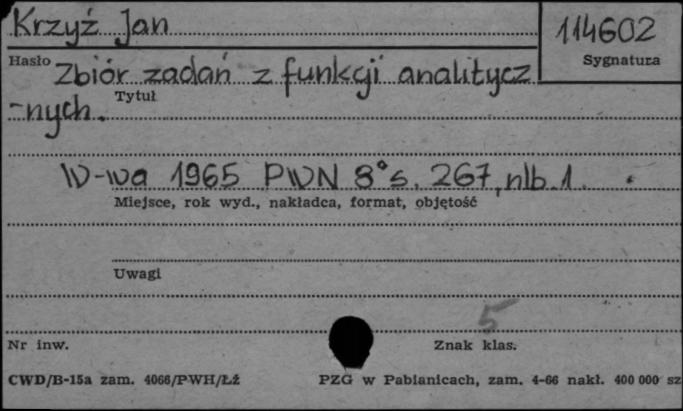 Krzyż Jan
114602
Hasło
Sygnatura
Zbiór zadań z funkcji analitycz
Tytuł
-nych.
W-wa 1965 PWN 8° s. 267, nlb. 1.
Miejsce, rok wyd., nakładca, format, objętość
Uwagi
5
Nr inw.
Znak klas.
CWD/B-15a zam. 4066/PWH/Łź
PZG w Pabianicach, zam. 4-66 nakł. 400 000 sz